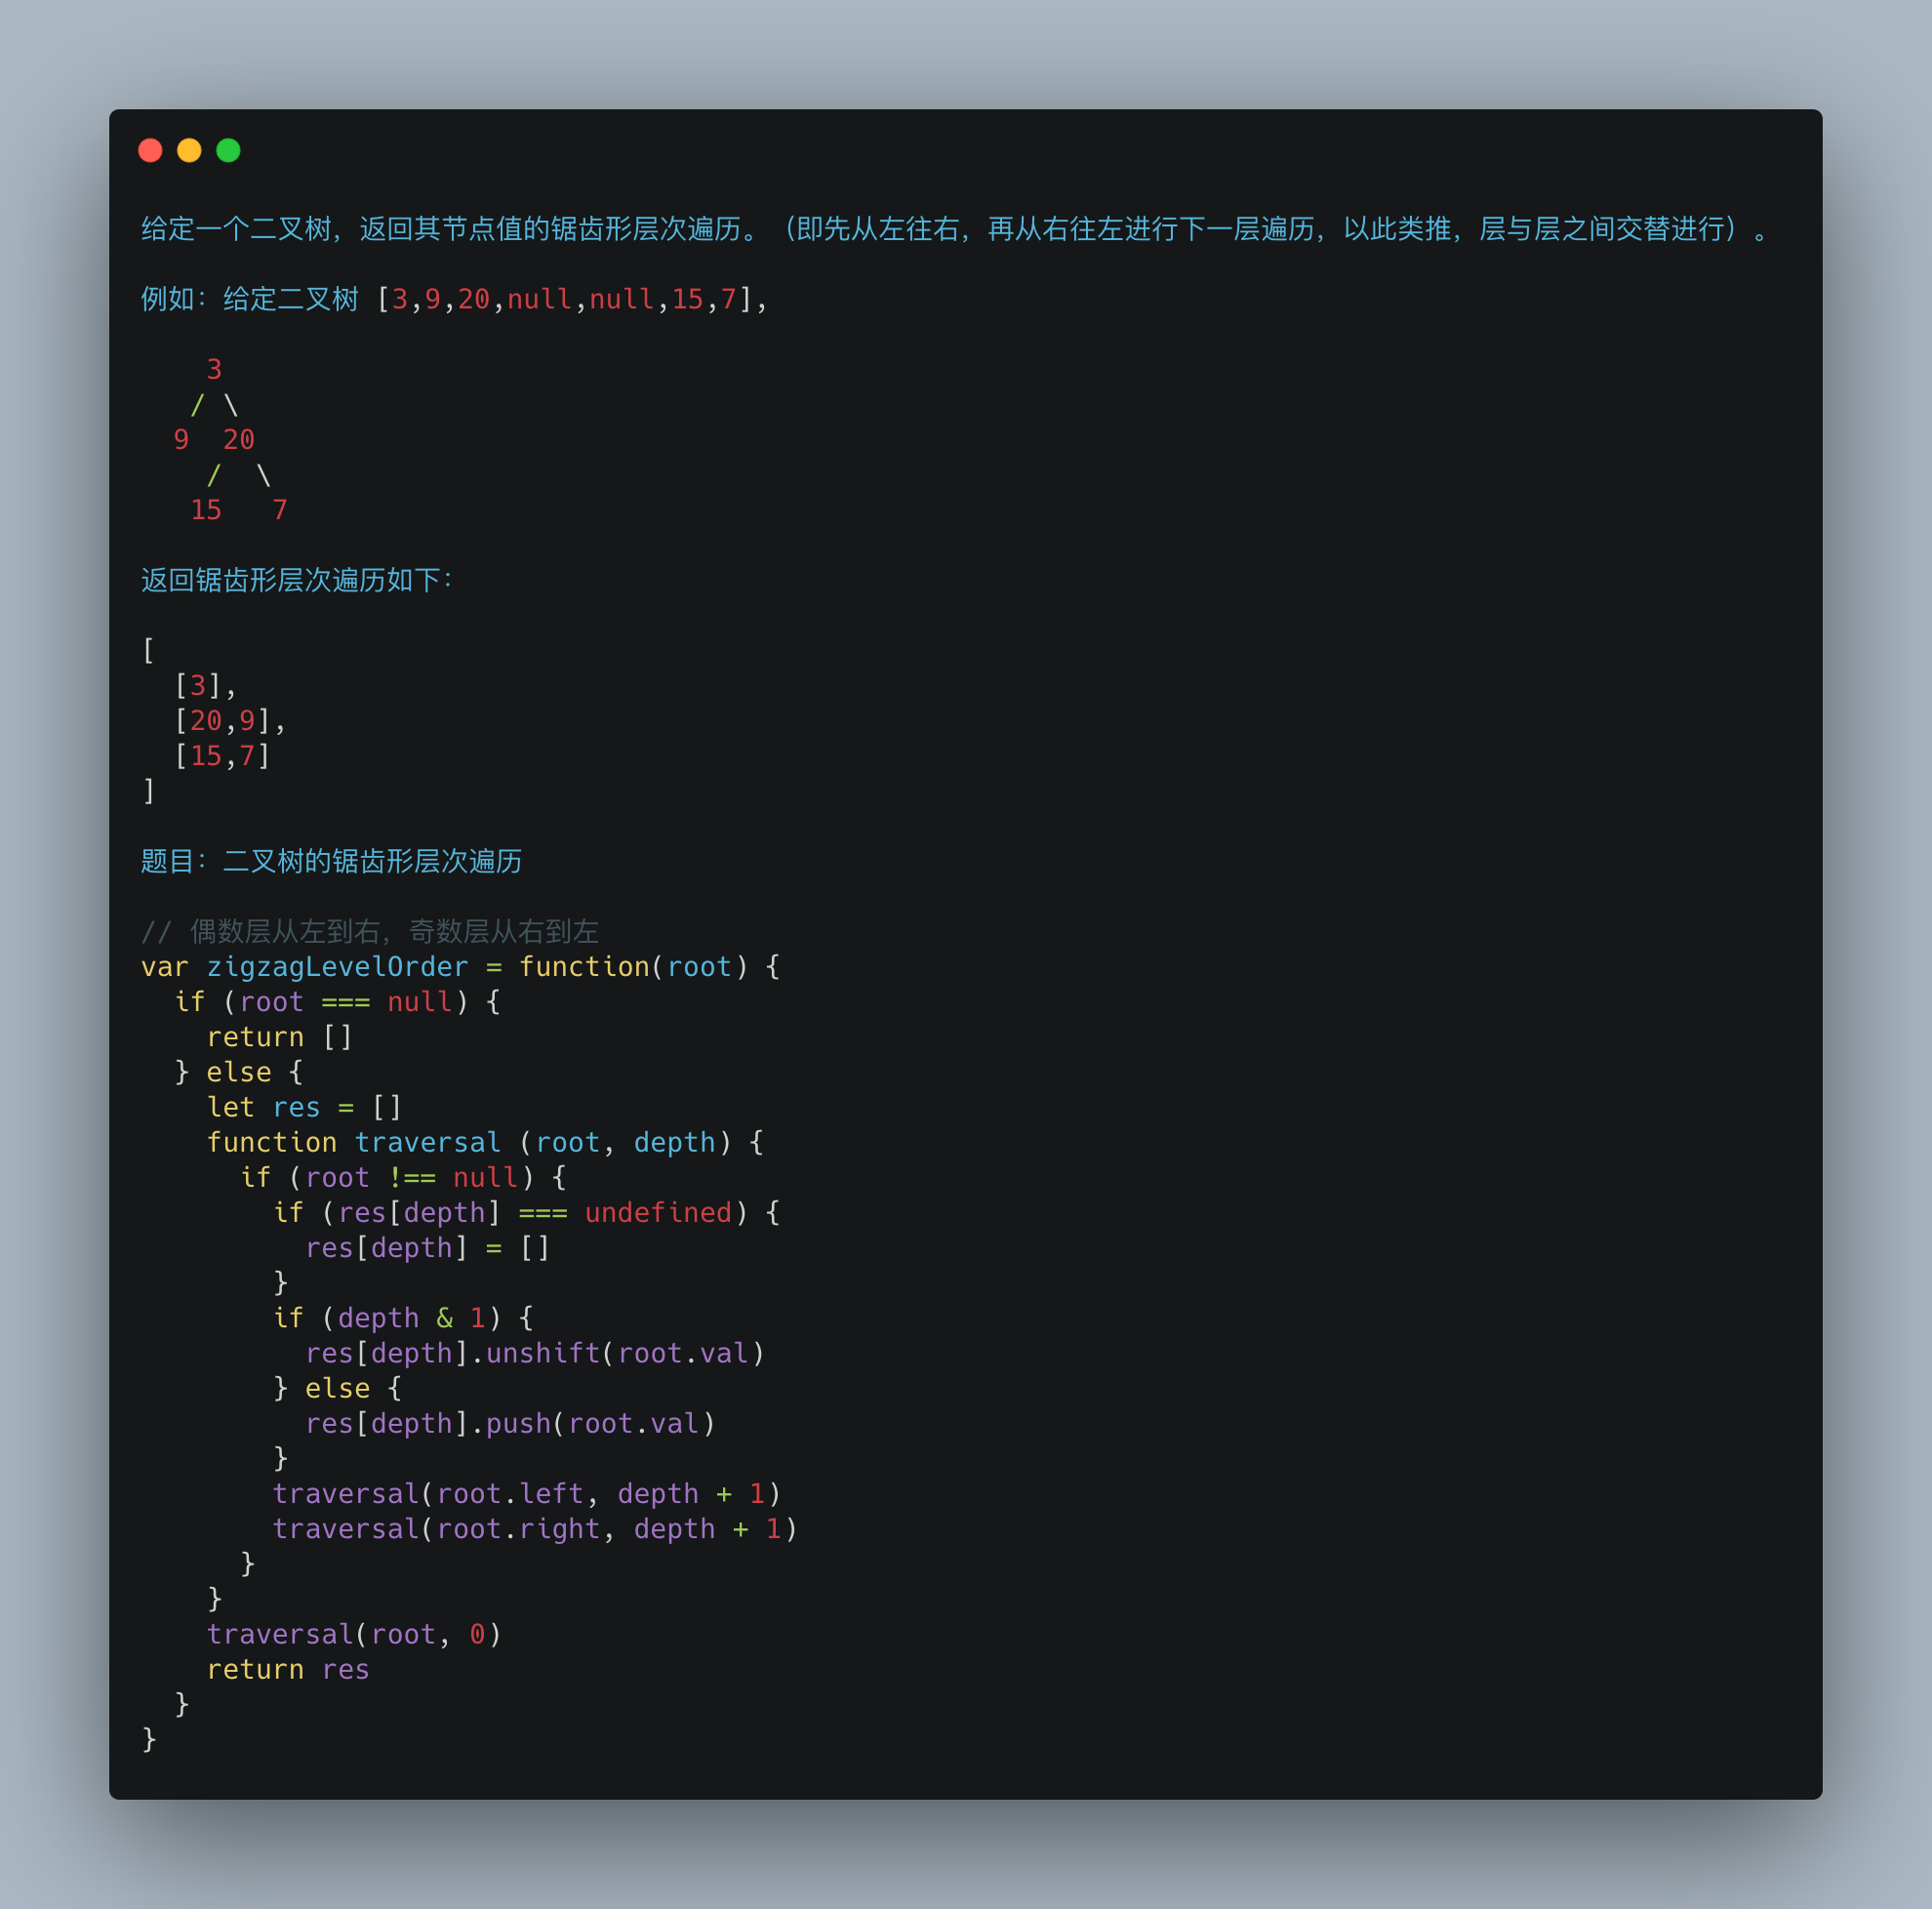 给定一个二叉树，返回其节点值的锯齿形层次遍历。（即先从左往右，再从右往左进行下一层遍历，以此类推，层与层之间交替进行）。
例如：给定二叉树 [3,9,20,null,null,15,7],
    3
   / \
  9  20
    /  \
   15   7
返回锯齿形层次遍历如下：
[
  [3],
  [20,9],
  [15,7]
]
题目：二叉树的锯齿形层次遍历
// 偶数层从左到右，奇数层从右到左
var zigzagLevelOrder = function(root) {
  if (root === null) {
    return []
  } else {
    let res = []
    function traversal (root, depth) {
      if (root !== null) {
        if (res[depth] === undefined) {
          res[depth] = []
        }
        if (depth & 1) {
          res[depth].unshift(root.val)
        } else {
          res[depth].push(root.val)
        }
        traversal(root.left, depth + 1)
        traversal(root.right, depth + 1)
      }
    }
    traversal(root, 0)
    return res
  }
}